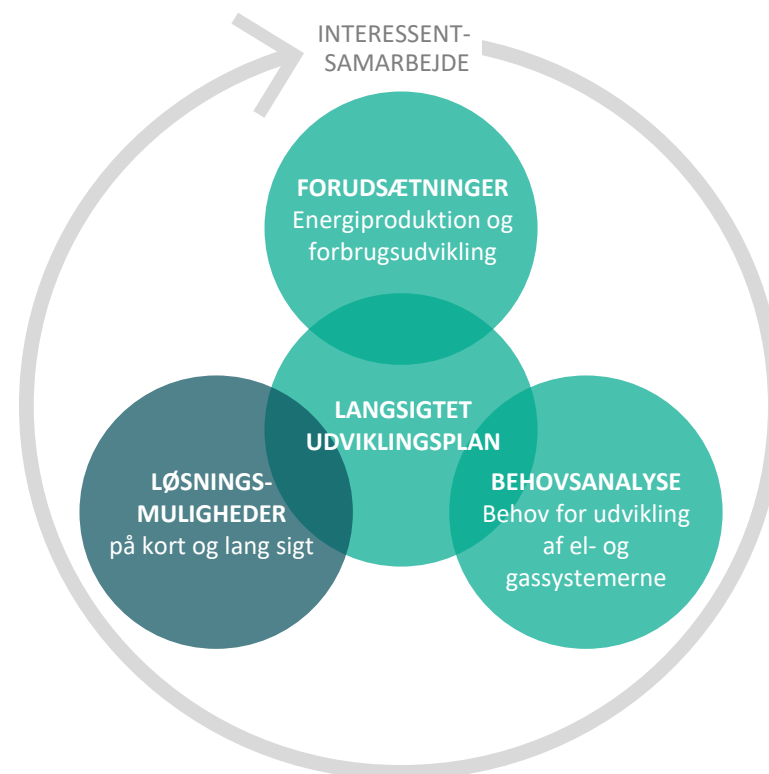 INTERESSENT-
SAMARBEJDE
FORUDSÆTNINGER
Energiproduktion og
forbrugsudvikling
LANGSIGTET
UDVIKLINGSPLAN
LØSNINGS-
MULIGHEDER
på kort og lang sigt
BEHOVSANALYSE
Behov for udvikling
af el- og
gassystemerne